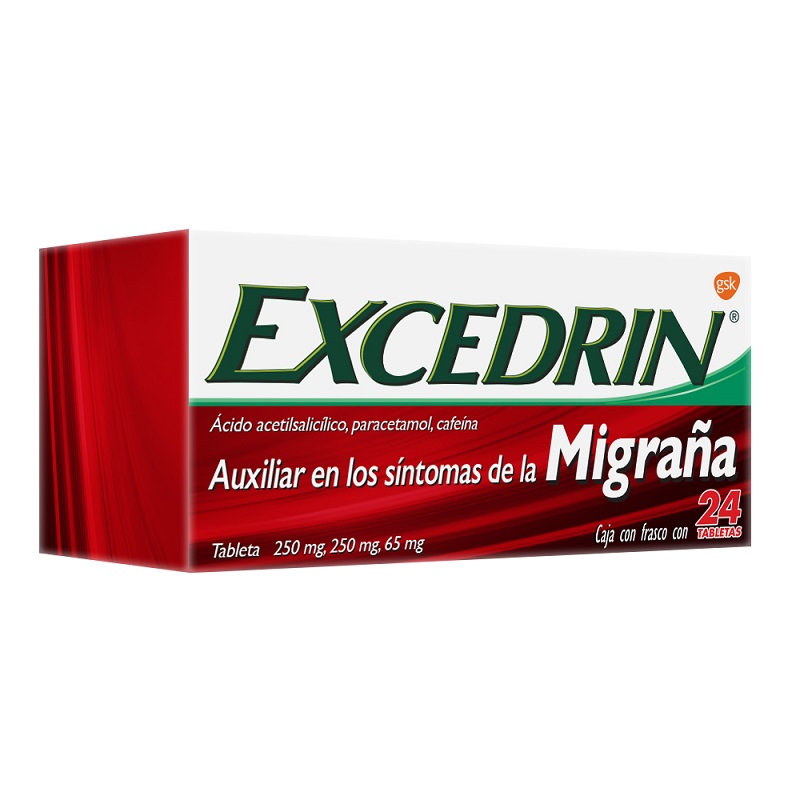 gsk
EXCEDRIN®
Ácido acetilsalicílico, paracetamol, cafeína
Auxiliar en los síntomas de la Migraña
Tableta 250 mg, 250 mg, 65 mg
Caja con frasco con 24 TABLETAS